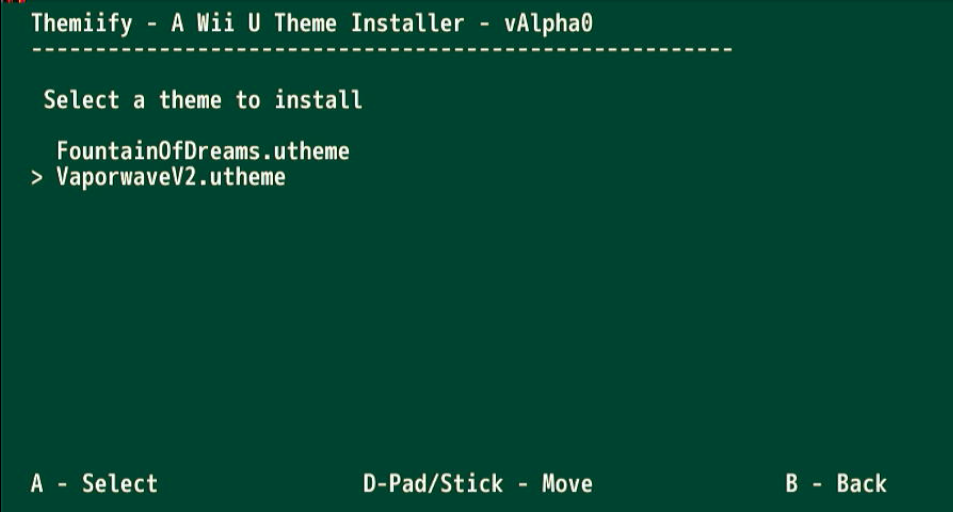 Themiify - A Wii U Theme Installer - vAlpha0
-------------------------------------------------------
Select a theme to install
FountainOfDreams.utheme
> VaporwaveV2.utheme
A - Select D-Pad/Stick - Move B - Back